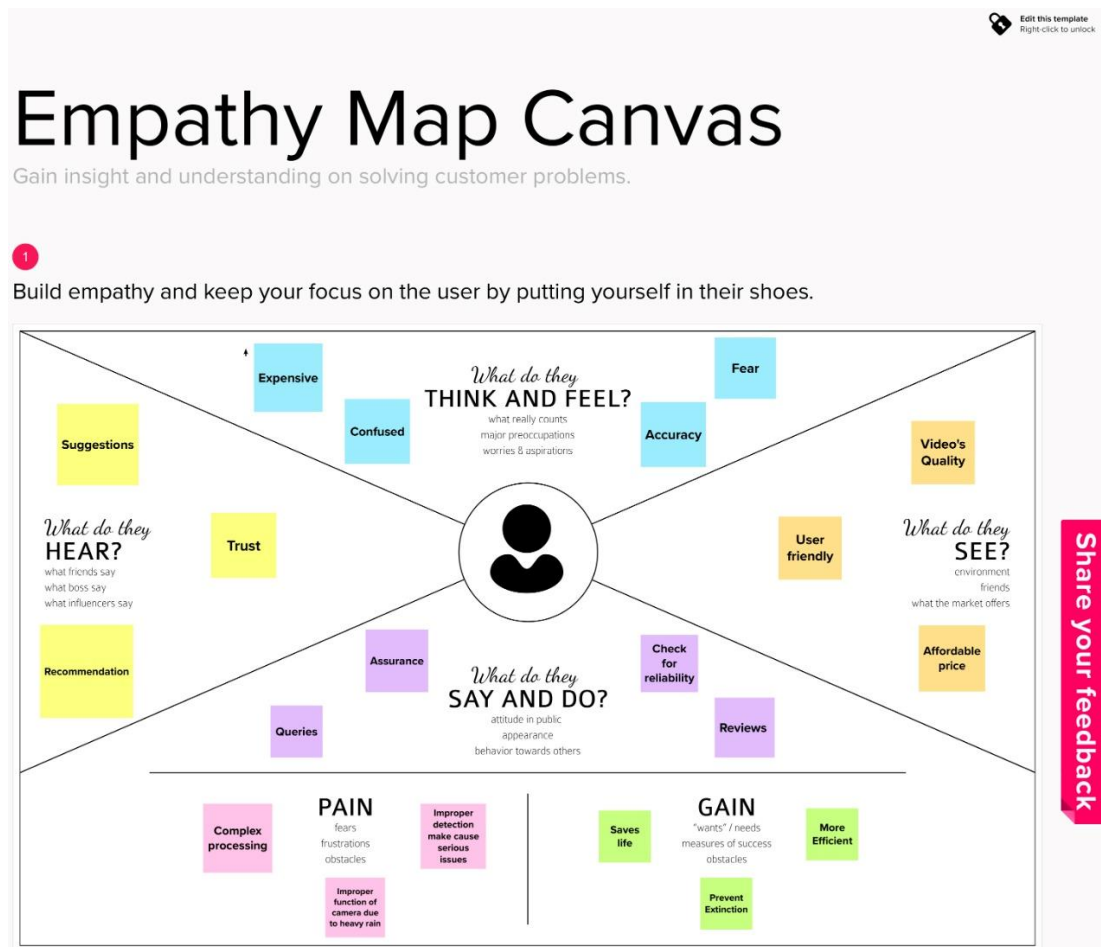 Edit this template
Right-click to unlock
Empathy Map Canvas
Gain insight and understanding on solving customer problems.
1
Build empathy and keep your focus on the user by putting yourself in their shoes.
What do they
THINK AND FEEL?
what really counts
major preoccupations
worries & aspirations
Expensive
Confused
Fear
Accuracy
What do they
HEAR?
what friends say
what boss say
what influencers say
Suggestions
Trust
Recommendation
What do they
SEE?
environment
friends
what the market offers
Video's
Quality
User
friendly
Affordable
price
What do they
SAY AND DO?
attitude in public
appearance
behavior towards others
Assurance
Queries
Check
for
reliability
Reviews
PAIN
fears
frustrations
obstacles
Complex
processing
Improper
detection
make cause
serious
issues
Improper
function of
camera due
to heavy rain
GAIN
"wants" / needs
measures of success
obstacles
Saves
life
More
Efficient
Prevent
Extinction
Share your feedback